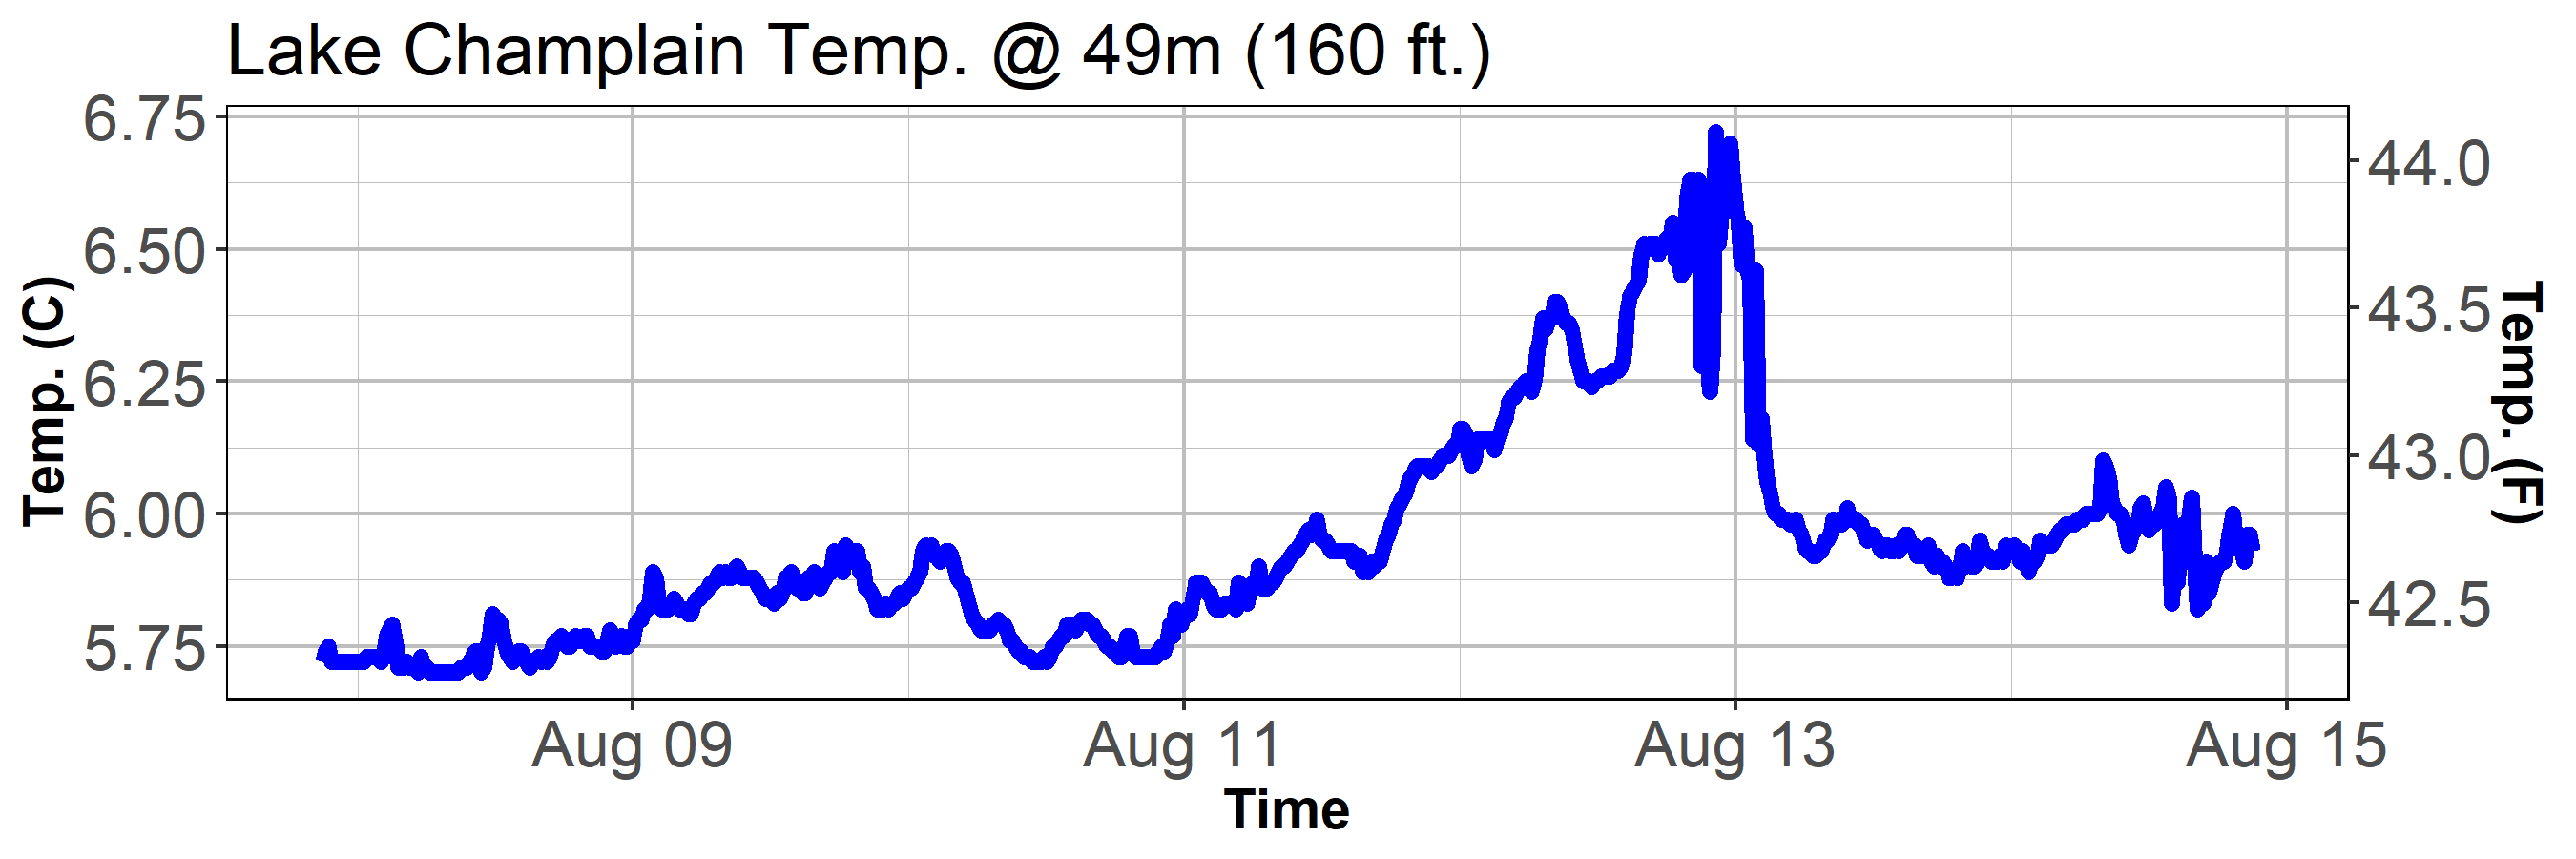 Lake Champlain Temp. @ 49m (160 ft.)
Temp. (C)
6.75
6.50
6.25
6.00
5.75
44.0
43.5
43.0
42.5
Temp. (F)
Aug 09
Aug 11
Aug 13
Aug 15
Time